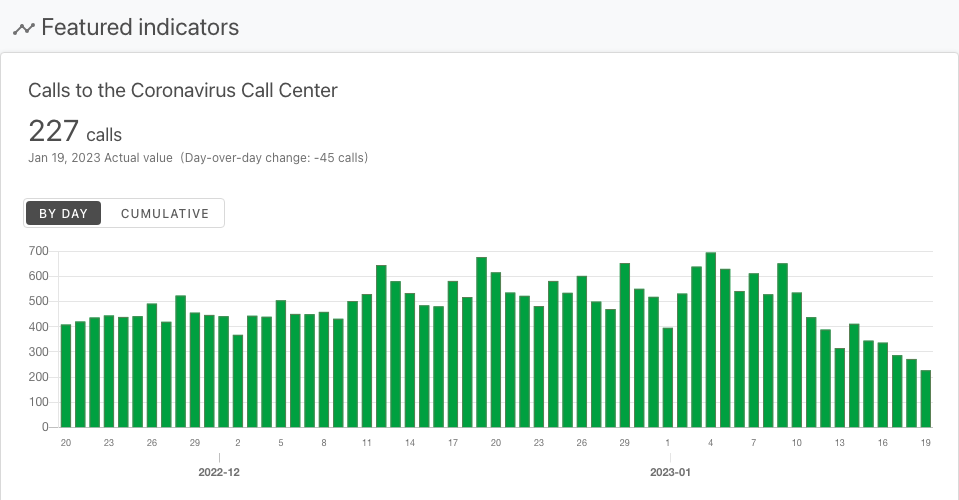 Featured indicators
Calls to the Coronavirus Call Center
227 calls
Jan 19, 2023 Actual value (Day-over-day change: -45 calls)
BY DAY CUMULATIVE
700
600
500
400
300
200
100
0
20 23 26 29 2 5 8 11 14 17 20 23 26 29 1 4 7 10 13 16 19
2022-12 2023-01